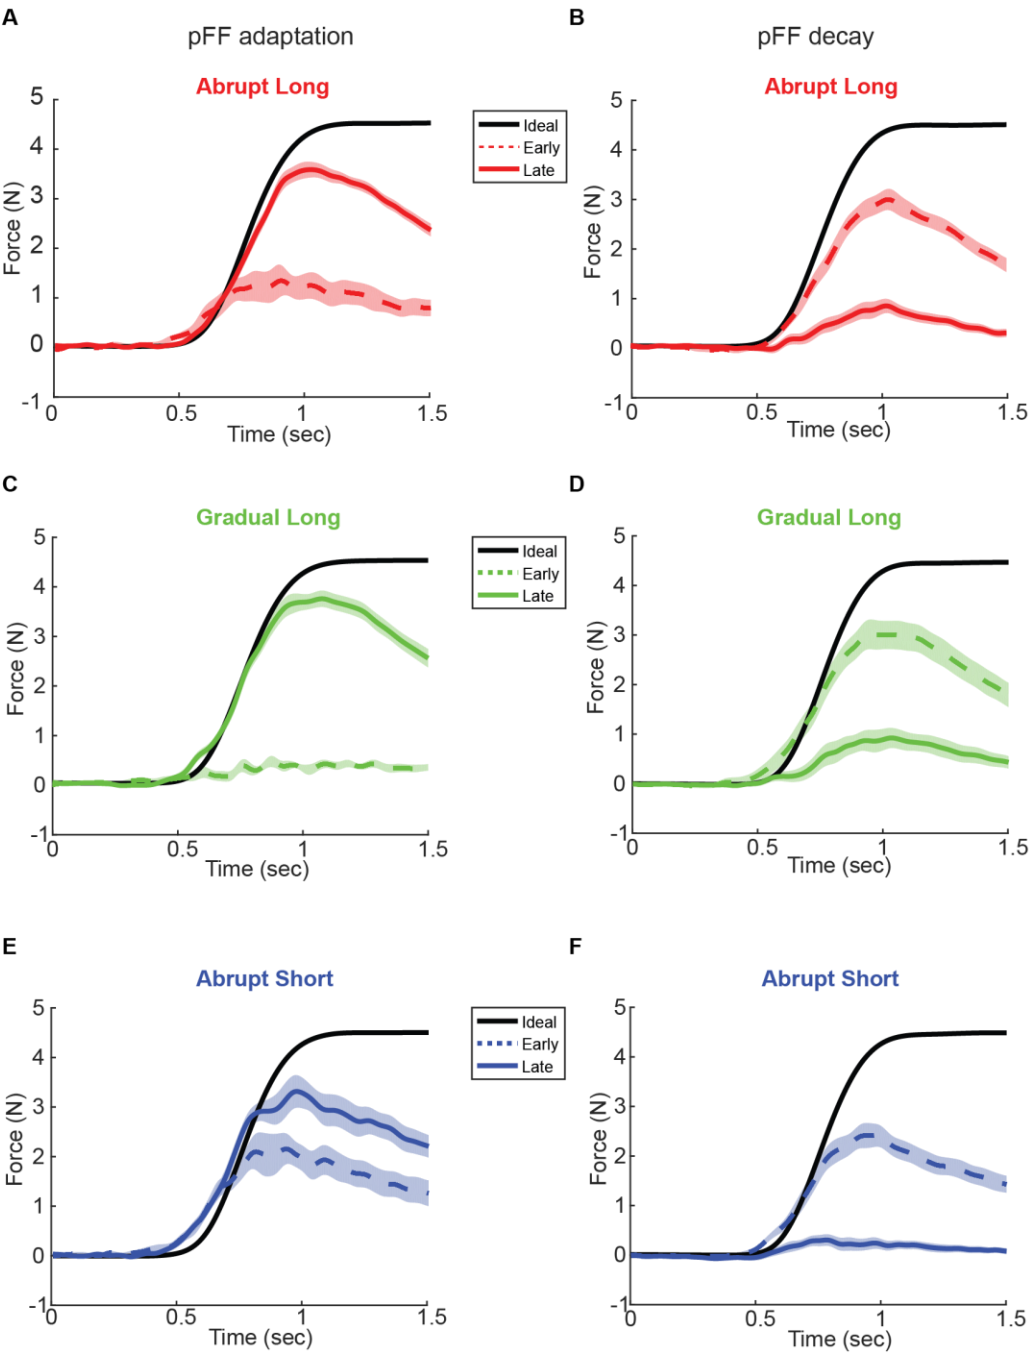 A
pFF adaptation
B
pFF decay
Abrupt Long
Abrupt Long
5
4
3
2
1
0
-1
Force (N)
0
0.5
1
1.5
Time (sec)
Ideal
Early
Late
5
4
3
2
1
0
-1
Force (N)
0
0.5
1
1.5
Time (sec)
C
D
Gradual Long
Gradual Long
5
4
3
2
1
0
-1
Force (N)
0
0.5
1
1.5
Time (sec)
Ideal
Early
Late
5
4
3
2
1
0
-1
Force (N)
0
0.5
1
1.5
Time (sec)
E
F
Abrupt Short
Abrupt Short
5
4
3
2
1
0
-1
Force (N)
0
0.5
1
1.5
Time (sec)
Ideal
Early
Late
5
4
3
2
1
0
-1
Force (N)
0
0.5
1
1.5
Time (sec)